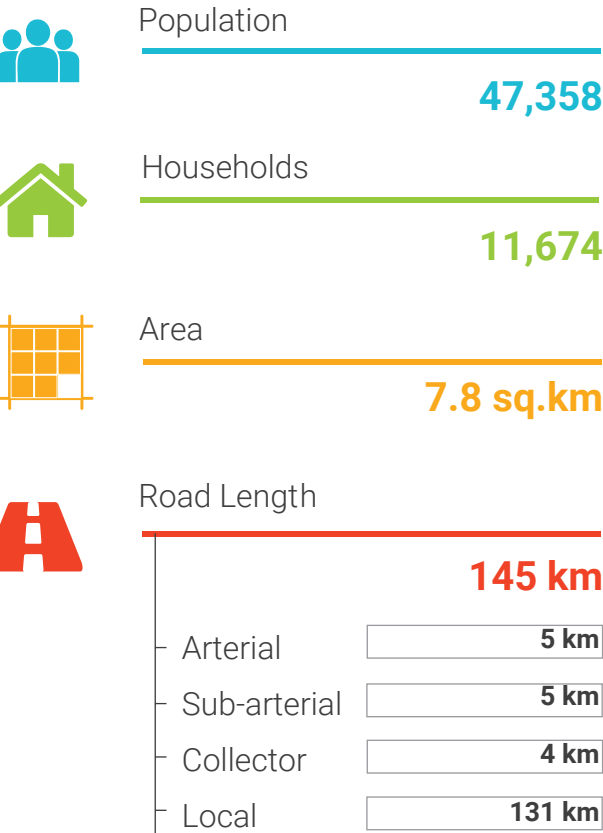 Population
47,358
Households
11,674
Area
7.8 sq.km
Road Length
145 km
Arterial 5 km
Sub-arterial 5 km
Collector 4 km
Local 131 km